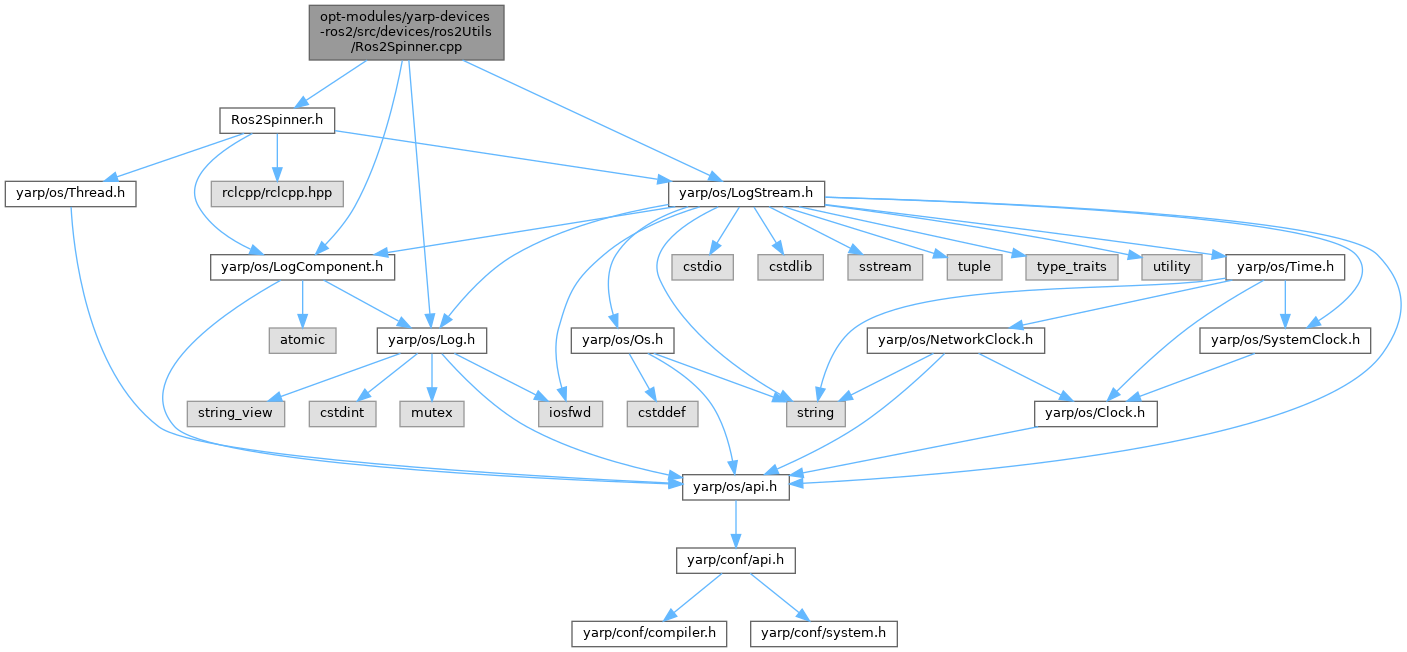 opt-modules/yarp-devices
-ros2/src/devices/ros2Utils
/Ros2Spinner.cpp
Ros2Spinner.h
yarp/os/Thread.h
rclcpp/rclcpp.hpp
yarp/os/LogStream.h
yarp/os/LogComponent.h
cstdio
cstdlib
sstream
tuple
type_traits
utility
yarp/os/Time.h
atomic
yarp/os/Log.h
yarp/os/Os.h
yarp/os/NetworkClock.h
yarp/os/SystemClock.h
string_view
cstdint
mutex
iosfwd
cstddef
string
yarp/os/Clock.h
yarp/os/api.h
yarp/conf/api.h
yarp/conf/compiler.h
yarp/conf/system.h